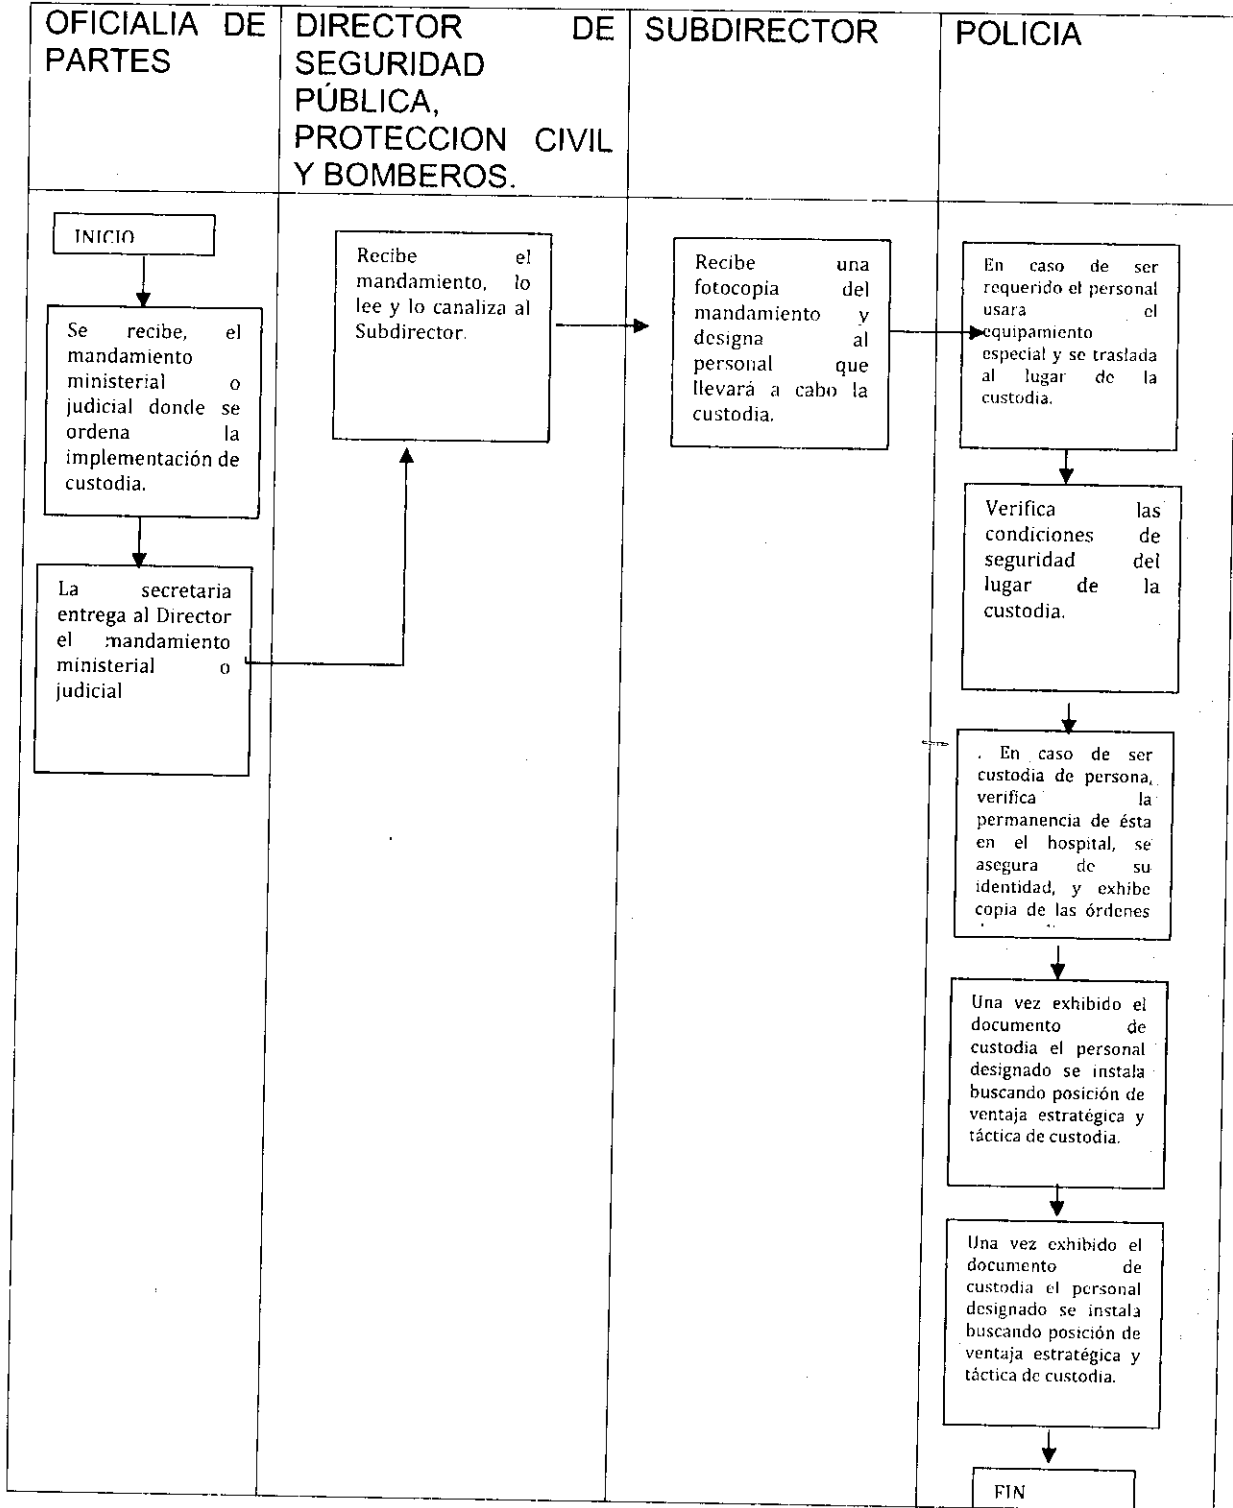 OFICIALIA DE
PARTES
DIRECTOR DE
SEGURIDAD
PÚBLICA,
PROTECCION CIVIL
Y BOMBEROS.
SUBDIRECTOR
POLICIA
INICIO
Se recibe, el
mandamiento
ministerial o
judicial donde se
ordena la
implementación de
custodia.
La secretaria
entrega al Director
el mandamiento
ministerial o
judicial
Recibe el
mandamiento, lo
lee y lo canaliza al
Subdirector.
Recibe una
fotocopia del
mandamiento y
designa al
personal que
llevará a cabo la
custodia.
En caso de ser
requerido el personal
usara el
equipamiento
especial y se traslada
al lugar de la
custodia.
Verifica las
condiciones de
seguridad del
lugar de la
custodia.
. En caso de ser
custodia de persona,
verifica la
permanencia de ésta
en el hospital, se
asegura de su
identidad, y exhibe
copia de las órdenes
Una vez exhibido el
documento de
custodia el personal
designado se instala
buscando posición de
ventaja estratégica y
táctica de custodia.
Una vez exhibido el
documento de
custodia el personal
designado se instala
buscando posición de
ventaja estratégica y
táctica de custodia.
FIN